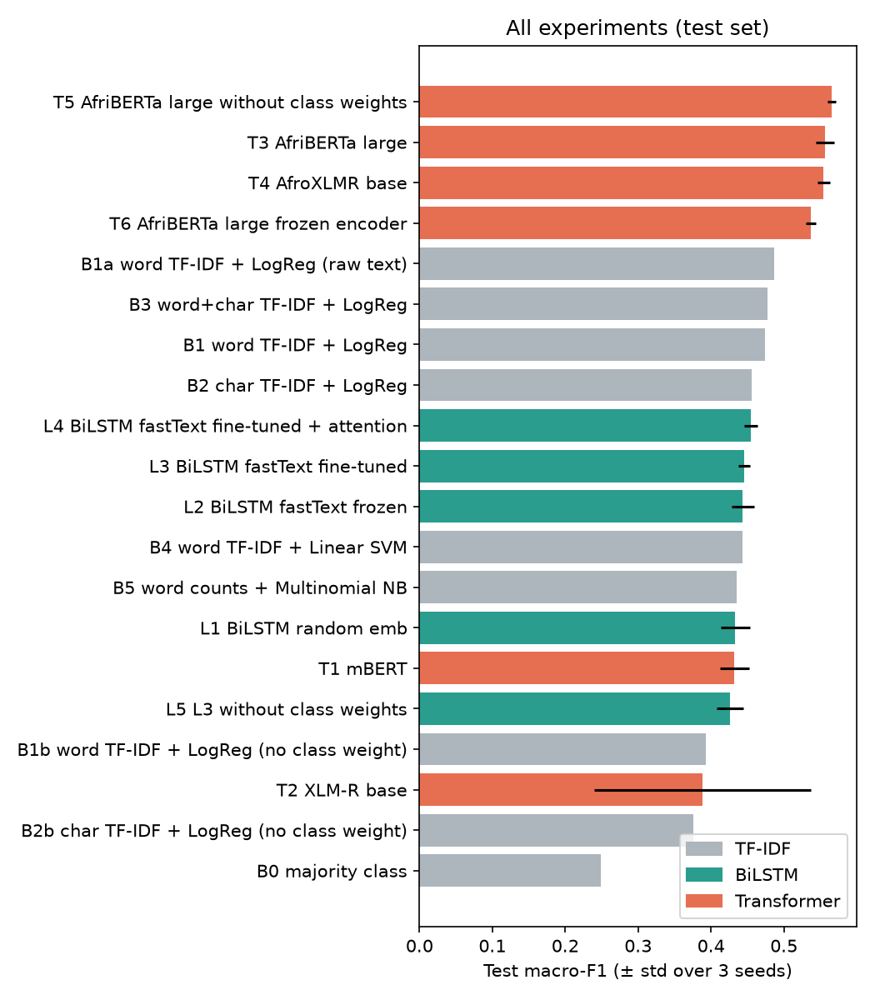 All experiments (test set)
T5 AfriBERTa large without class weights
T3 AfriBERTa large
T4 AfroXLMR base
T6 AfriBERTa large frozen encoder
B1a word TF-IDF + LogReg (raw text)
B3 word+char TF-IDF + LogReg
B1 word TF-IDF + LogReg
B2 char TF-IDF + LogReg
L4 BiLSTM fastText fine-tuned + attention
L3 BiLSTM fastText fine-tuned
L2 BiLSTM fastText frozen
B4 word TF-IDF + Linear SVM
B5 word counts + Multinomial NB
L1 BiLSTM random emb
T1 mBERT
L5 L3 without class weights
B1b word TF-IDF + LogReg (no class weight)
T2 XLM-R base
B2b char TF-IDF + LogReg (no class weight)
B0 majority class
TF-IDF
BiLSTM
Transformer
0.0 0.1 0.2 0.3 0.4 0.5
Test macro-F1 (± std over 3 seeds)